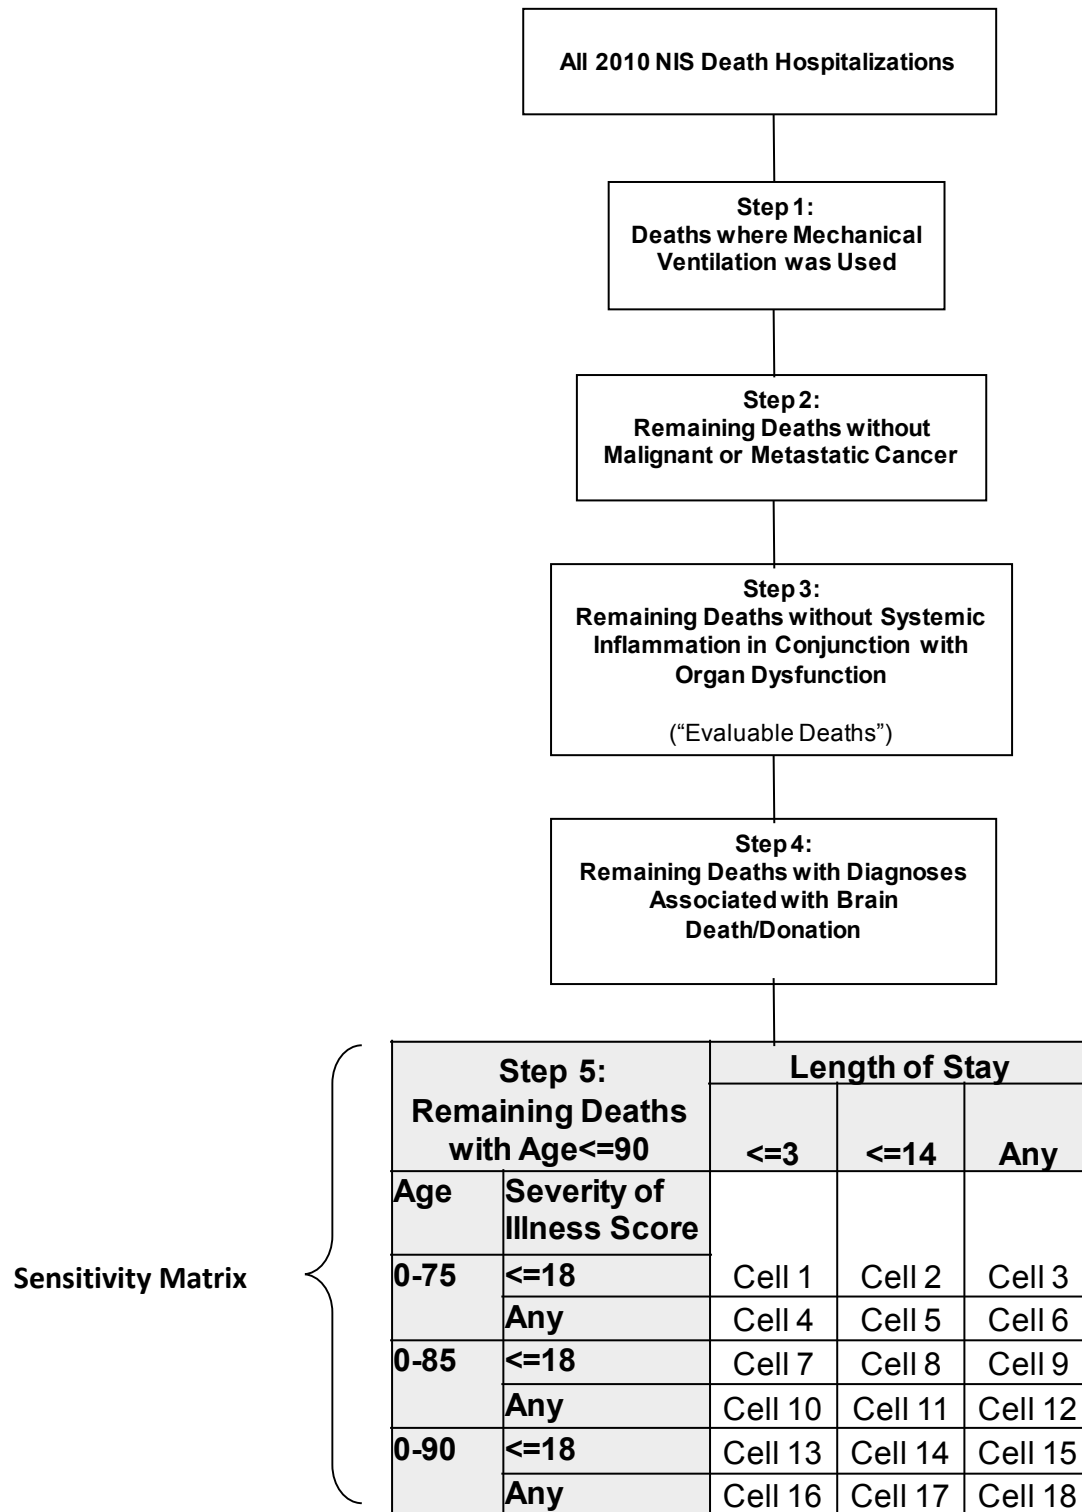 All 2010 NIS Death Hospitalizations
Step 1:
Deaths where Mechanical
Ventilation was Used
Step 2:
Remaining Deaths without
Malignant or Metastatic Cancer
Step 3:
Remaining Deaths without Systemic
Inflammation in Conjunction with
Organ Dysfunction
(“Evaluable Deaths”)
Step 4:
Remaining Deaths with Diagnoses
Associated with Brain
Death/Donation
Sensitivity Matrix
Step 5:
Remaining Deaths
with Age<=90
Length of Stay
<=3 <=14 Any
Age Severity of
Illness Score
0-75 <=18 Cell 1 Cell 2 Cell 3
Any Cell 4 Cell 5 Cell 6
0-85 <=18 Cell 7 Cell 8 Cell 9
Any Cell 10 Cell 11 Cell 12
0-90 <=18 Cell 13 Cell 14 Cell 15
Any Cell 16 Cell 17 Cell 18